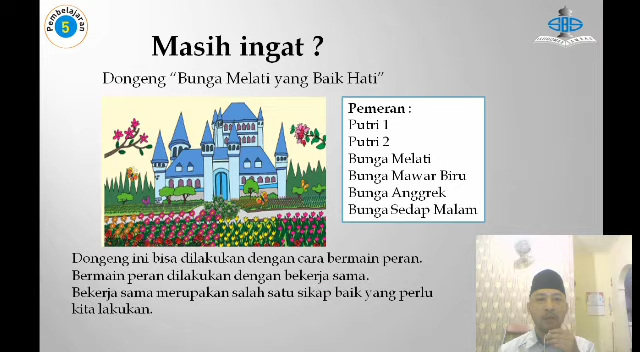 Pembelajaran
5
Masih ingat ?
Dongeng “Bunga Melati yang Baik Hati”
Pemeran :
Putri 1
Putri 2
Bunga Melati
Bunga Mawar Biru
Bunga Anggrek
Bunga Sedap Malam
Dongeng ini bisa dilakukan dengan cara bermain peran.
Bermain peran dilakukan dengan bekerja sama.
Bekerja sama merupakan salah satu sikap baik yang perlu
kita lakukan.